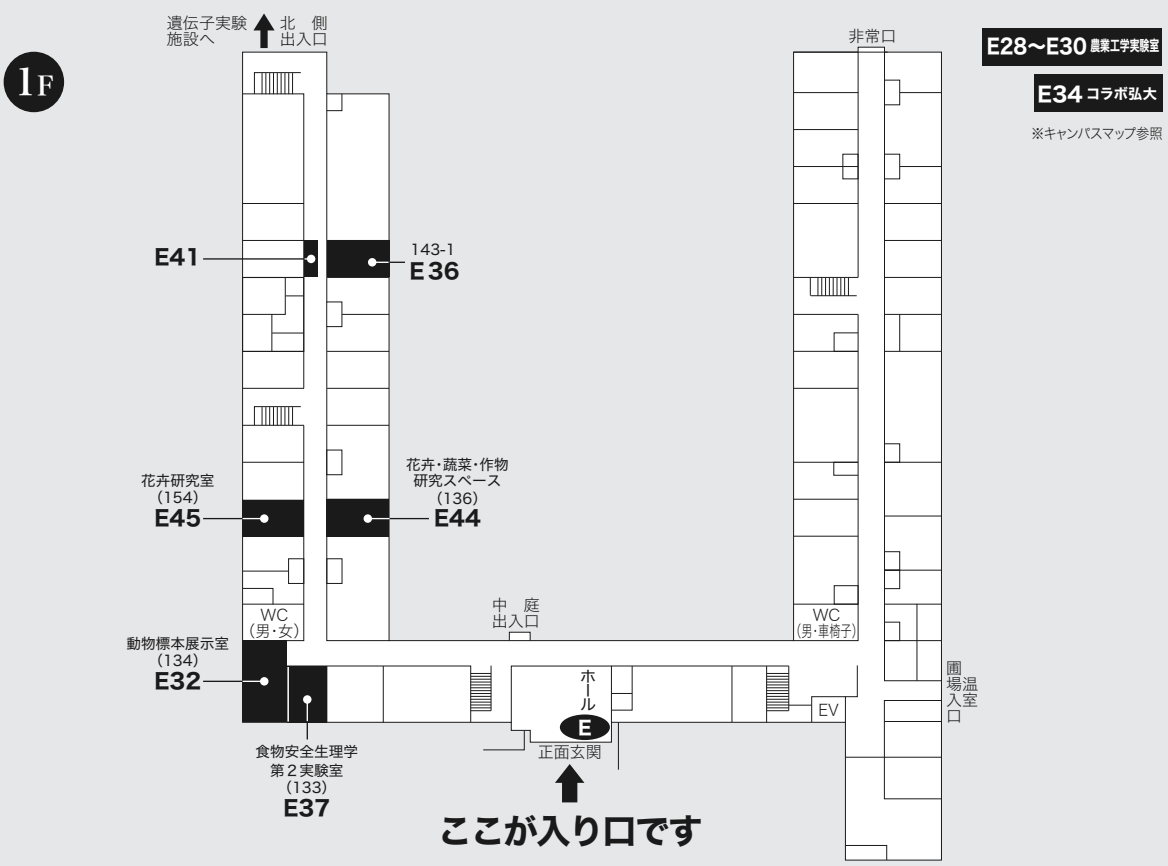 1F
遺伝子実験
施設へ
北　側
出入口
非常口
E28〜E30 農業工学実験室
E34 コラボ弘大
※キャンパスマップ参照
E41
143-1
E36
花卉研究室
(154)
E45
花卉・蔬菜・作物
研究スペース
(136)
E44
WC
(男・女)
中　庭
出入口
WC
(男・車椅子)
動物標本展示室
(134)
E32
ホール
E
正面玄関
EV
圃場入口
温室
食物安全生理学
第２実験室
(133)
E37
ここが入り口です